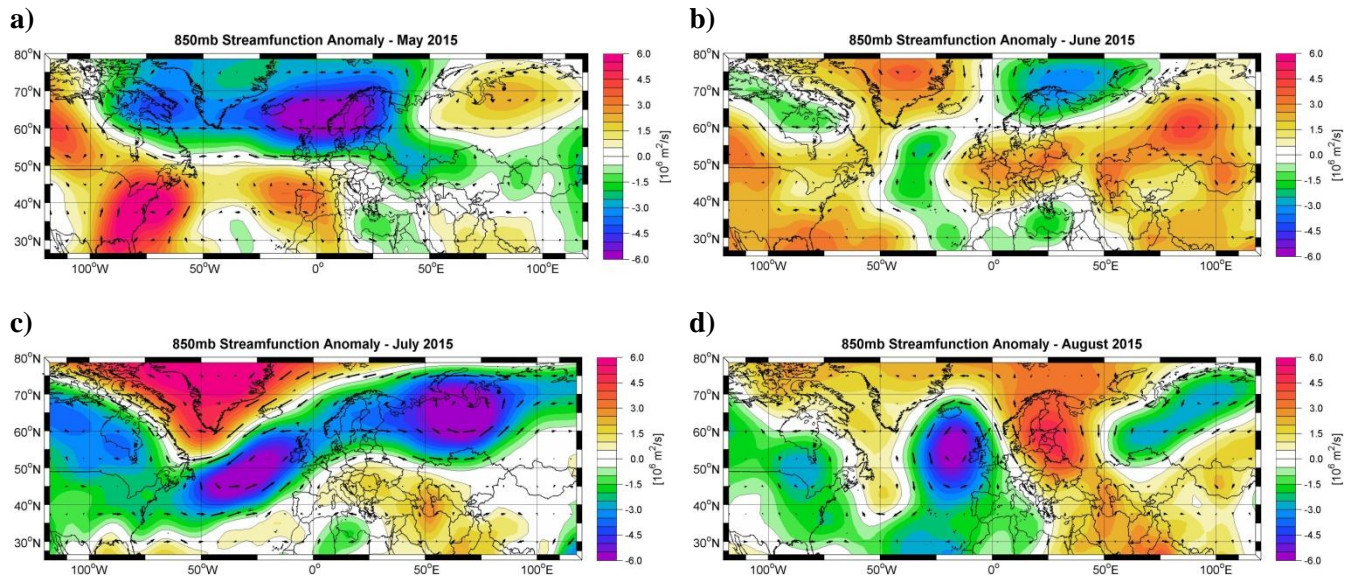 a)
850mb Streamfunction Anomaly - May 2015
80°N
70°N
60°N
50°N
40°N
30°N
100°W 50°W 0° 50°E 100°E
6.0
4.5
3.0
1.5
0.0
-1.5
-3.0
-4.5
-6.0
[10⁶ m²/s]
b)
850mb Streamfunction Anomaly - June 2015
80°N
70°N
60°N
50°N
40°N
30°N
100°W 50°W 0° 50°E 100°E
6.0
4.5
3.0
1.5
0.0
-1.5
-3.0
-4.5
-6.0
[10⁶ m²/s]
c)
850mb Streamfunction Anomaly - July 2015
80°N
70°N
60°N
50°N
40°N
30°N
100°W 50°W 0° 50°E 100°E
6.0
4.5
3.0
1.5
0.0
-1.5
-3.0
-4.5
-6.0
[10⁶ m²/s]
d)
850mb Streamfunction Anomaly - August 2015
80°N
70°N
60°N
50°N
40°N
30°N
100°W 50°W 0° 50°E 100°E
6.0
4.5
3.0
1.5
0.0
-1.5
-3.0
-4.5
-6.0
[10⁶ m²/s]